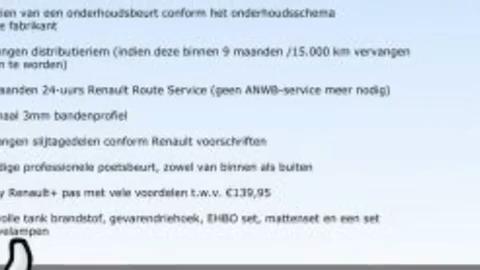 ien van een onderhoudsbeurt conform het onderhoudsschema
e fabrikant
ngen distributieriem (indien deze binnen 9 maanden /15.000 km vervangen
n te worden)
aanden 24-uurs Renault Route Service (geen ANWB-service meer nodig)
aal 3mm bandenprofiel
angen slijtagedelen conform Renault voorschriften
dige professionele poetsbeurt, zowel van binnen als buiten
y Renault+ pas met vele voordelen t.w.v. €139,95
volle tank brandstof, gevarendriehoek, EHBO set, mattenset en een set
velampen